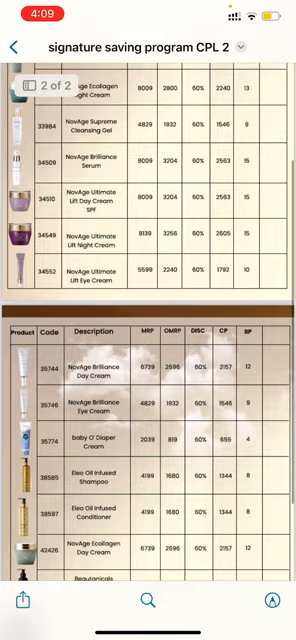 4:09
signature saving program CPL 2
2 of 2
NovAge Ecollagen Night Cream 8009 2800 60% 2240 13
33984 NovAge Supreme Cleansing Gel 4829 1932 60% 1546 9
34509 NovAge Brilliance Serum 8009 3204 60% 2563 15
34510 NovAge Ultimate Lift Day Cream SPF 8009 3204 60% 2563 15
34549 NovAge Ultimate Lift Night Cream 8139 3256 60% 2605 15
34552 NovAge Ultimate Lift Eye Cream 5599 2240 60% 1792 10
Product Code Description MRP OMRP DISC CP BP
35744 NovAge Brilliance Day Cream 6739 2696 60% 2157 12
35746 NovAge Brilliance Eye Cream 4829 1932 60% 1546 9
35774 baby O' Diaper Cream 2039 819 60% 655 4
38585 Eleo Oil Infused Shampoo 4199 1680 60% 1344 8
38597 Eleo Oil Infused Conditioner 4199 1680 60% 1344 8
42426 NovAge Ecollagen Day Cream 6739 2696 60% 2157 12
Beautanicals